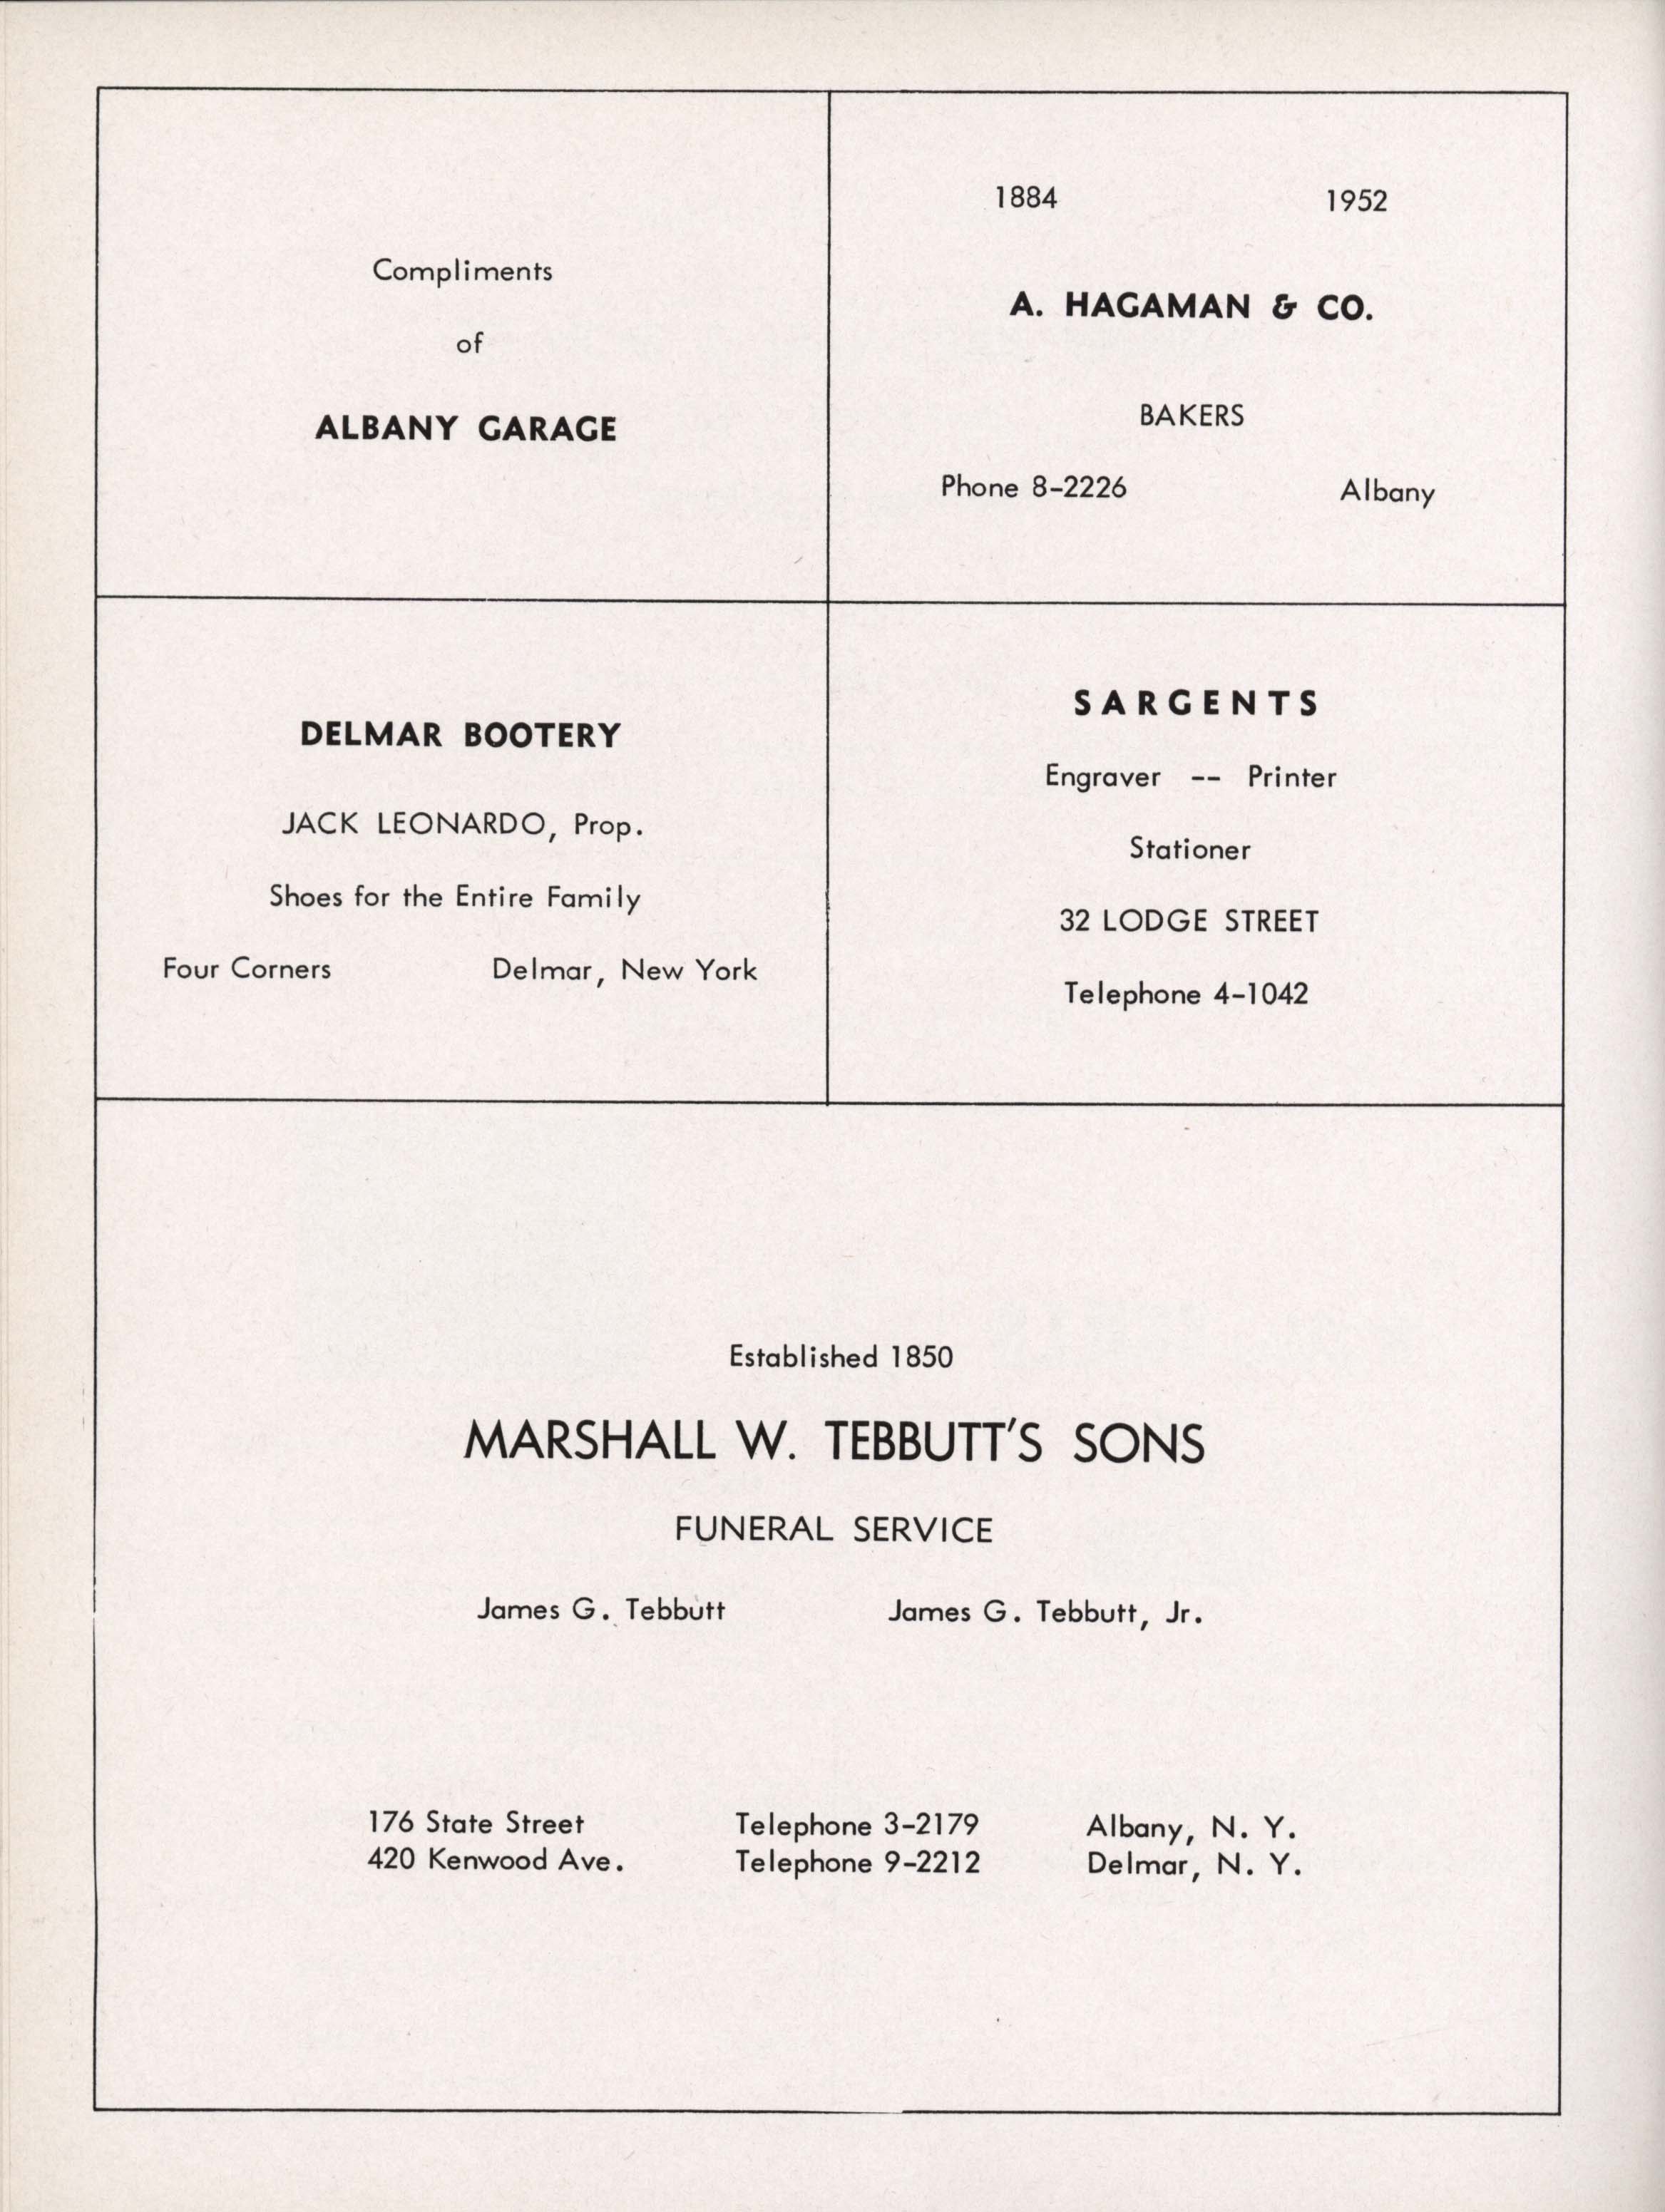 Compliments
of
ALBANY GARAGE
1884 1952
A. HAGAMAN & CO.
BAKERS
Phone 8-2226 Albany
DELMAR BOOTERY
JACK LEONARDO, Prop.
Shoes for the Entire Family
Four Corners Delmar, New York
SARGENTS
Engraver -- Printer
Stationer
32 LODGE STREET
Telephone 4-1042
Established 1850
MARSHALL W. TEBBUTT'S SONS
FUNERAL SERVICE
James G. Tebbutt James G. Tebbutt, Jr.
176 State Street Telephone 3-2179 Albany, N. Y.
420 Kenwood Ave. Telephone 9-2212 Delmar, N. Y.